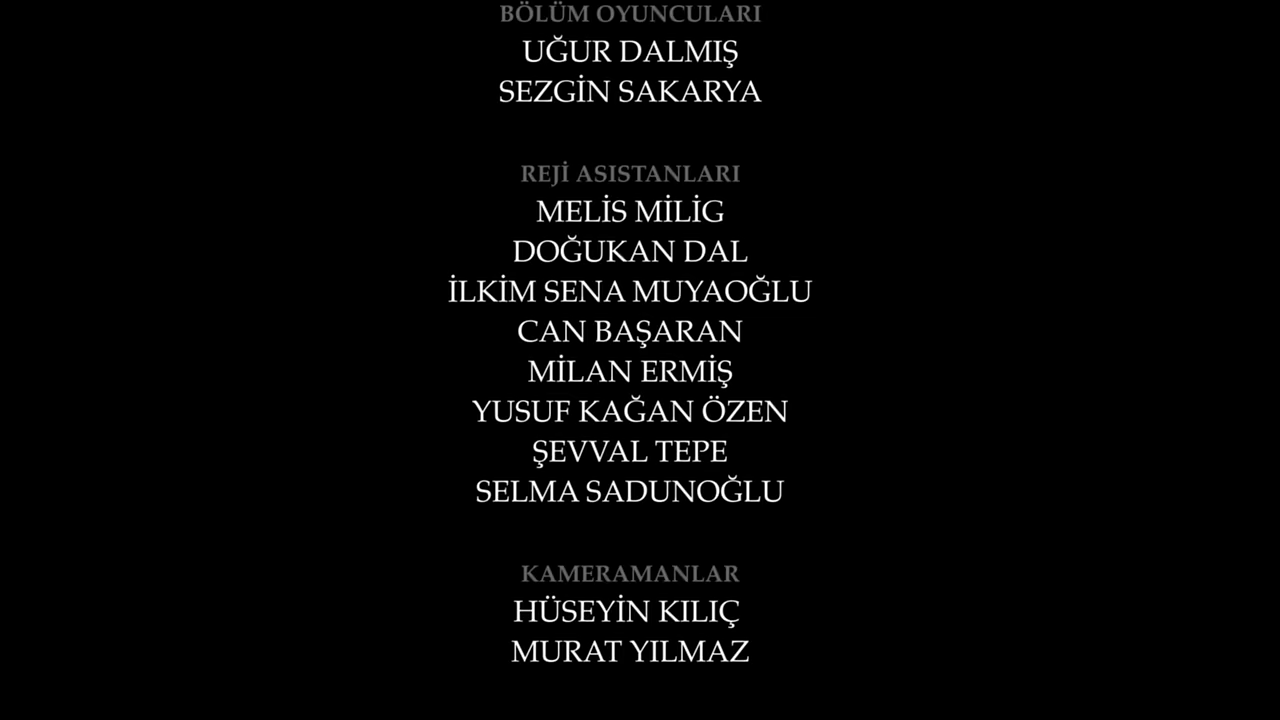 BÖLÜM OYUNCULARI
UĞUR DALMIŞ
SEZGİN SAKARYA
REJİ ASISTANLARI
MELİS MİLİG
DOĞUKAN DAL
İLKİM SENA MUYAOĞLU
CAN BAŞARAN
MİLAN ERMİŞ
YUSUF KAĞAN ÖZEN
ŞEVVAL TEPE
SELMA SADUNOĞLU
KAMERAMANLAR
HÜSEYİN KILIÇ
MURAT YILMAZ